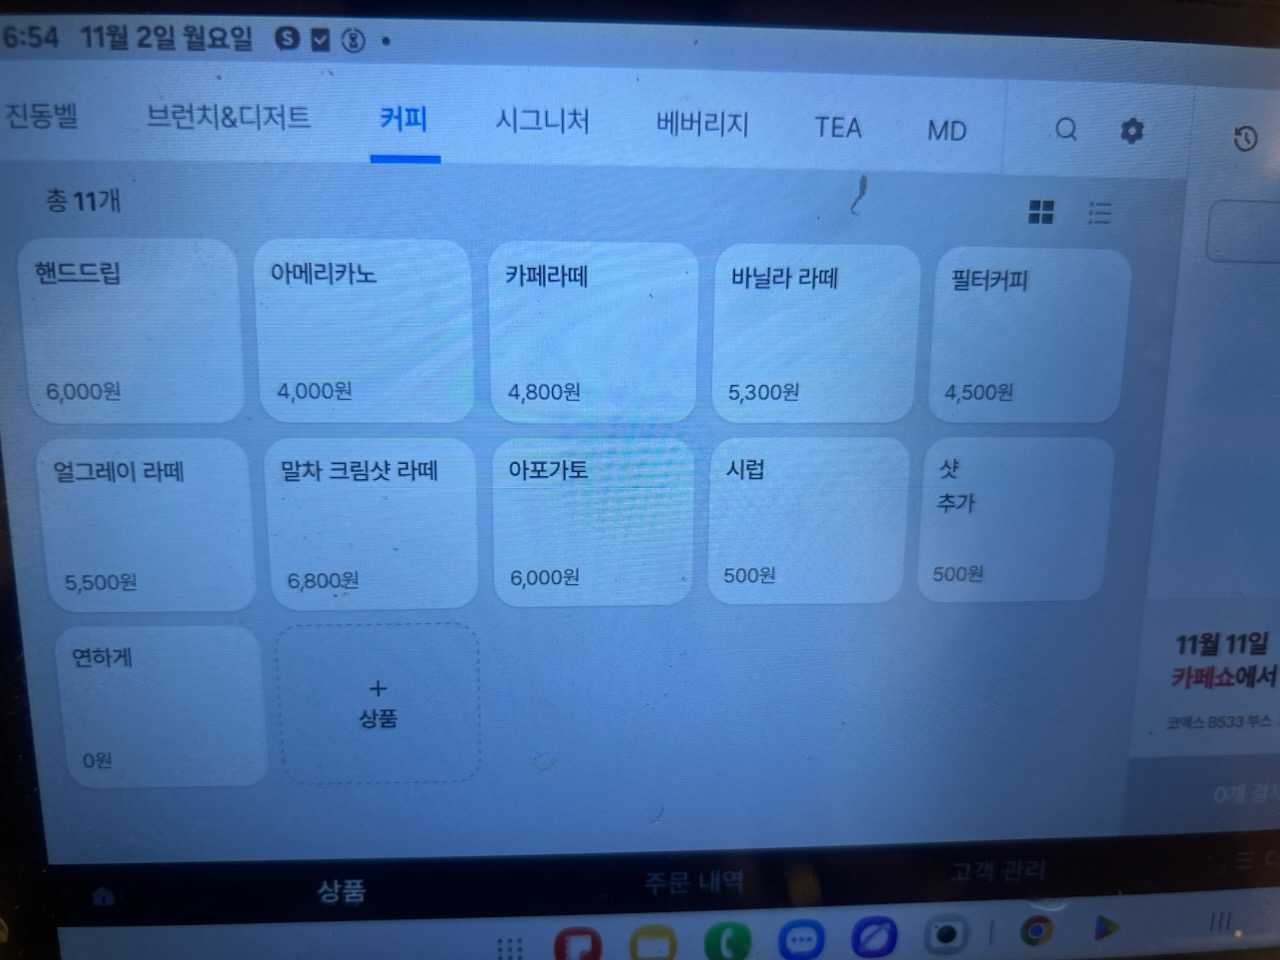 6:54 11월 2일 월요일
진동벨 브런치&디저트 커피 시그니처 베버리지 TEA MD
총 11개
핸드드립 아메리카노 카페라떼 바닐라 라떼 필터커피
6,000원 4,000원 4,800원 5,300원 4,500원
얼그레이 라떼 말차 크림샷 라떼 아포가토 시럽 샷
추가
5,500원 6,800원 6,000원 500원 500원
연하게
+
상품
0원
11월 11일
카페쇼에서
코엑스 B533 부스
0개
상품 주문 내역 고객 관리